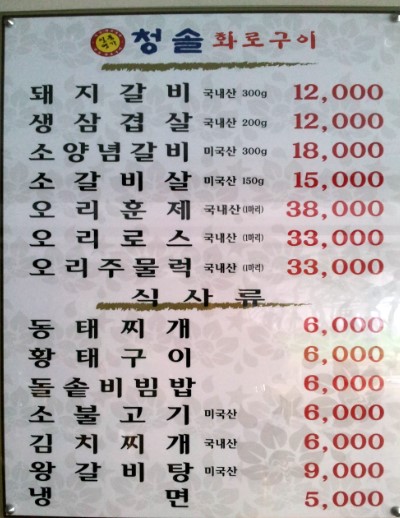 청솔 화로구이
돼지갈비 국내산 300g 12,000
생삼겹살 국내산 200g 12,000
소양념갈비 미국산 300g 18,000
소갈비살 미국산 150g 15,000
오리훈제 국내산 (1마리) 38,000
오리로스 국내산 (1마리) 33,000
오리주물럭 국내산 (1마리) 33,000
식사류
동태찌개 6,000
황태구이 6,000
돌솥비빔밥 6,000
소불고기 미국산 6,000
김치찌개 국내산 6,000
왕갈비탕 미국산 9,000
냉면 5,000